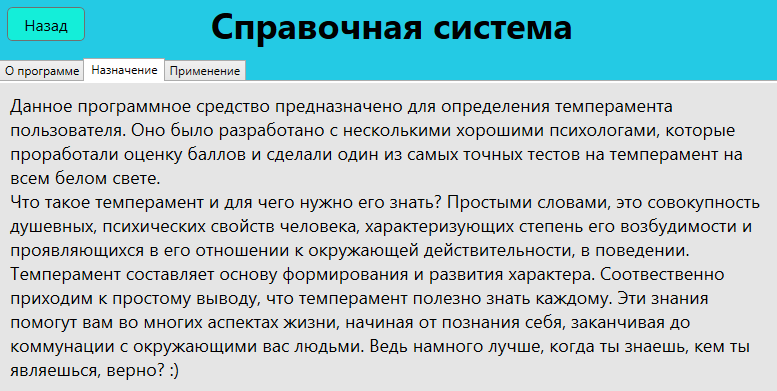 Назад
Справочная система
О программе Назначение Применение
Данное программное средство предназначено для определения темперамента
пользователя. Оно было разработано с несколькими хорошими психологами, которые
проработали оценку баллов и сделали один из самых точных тестов на темперамент на
всем белом свете.
Что такое темперамент и для чего нужно его знать? Простыми словами, это совокупность
душевных, психических свойств человека, характеризующих степень его возбудимости и
проявляющихся в его отношении к окружающей действительности, в поведении.
Темперамент составляет основу формирования и развития характера. Соотвественно
приходим к простому выводу, что темперамент полезно знать каждому. Эти знания
помогут вам во многих аспектах жизни, начиная от познания себя, заканчивая до
коммунации с окружающими вас людьми. Ведь намного лучше, когда ты знаешь, кем ты
являешься, верно? :)